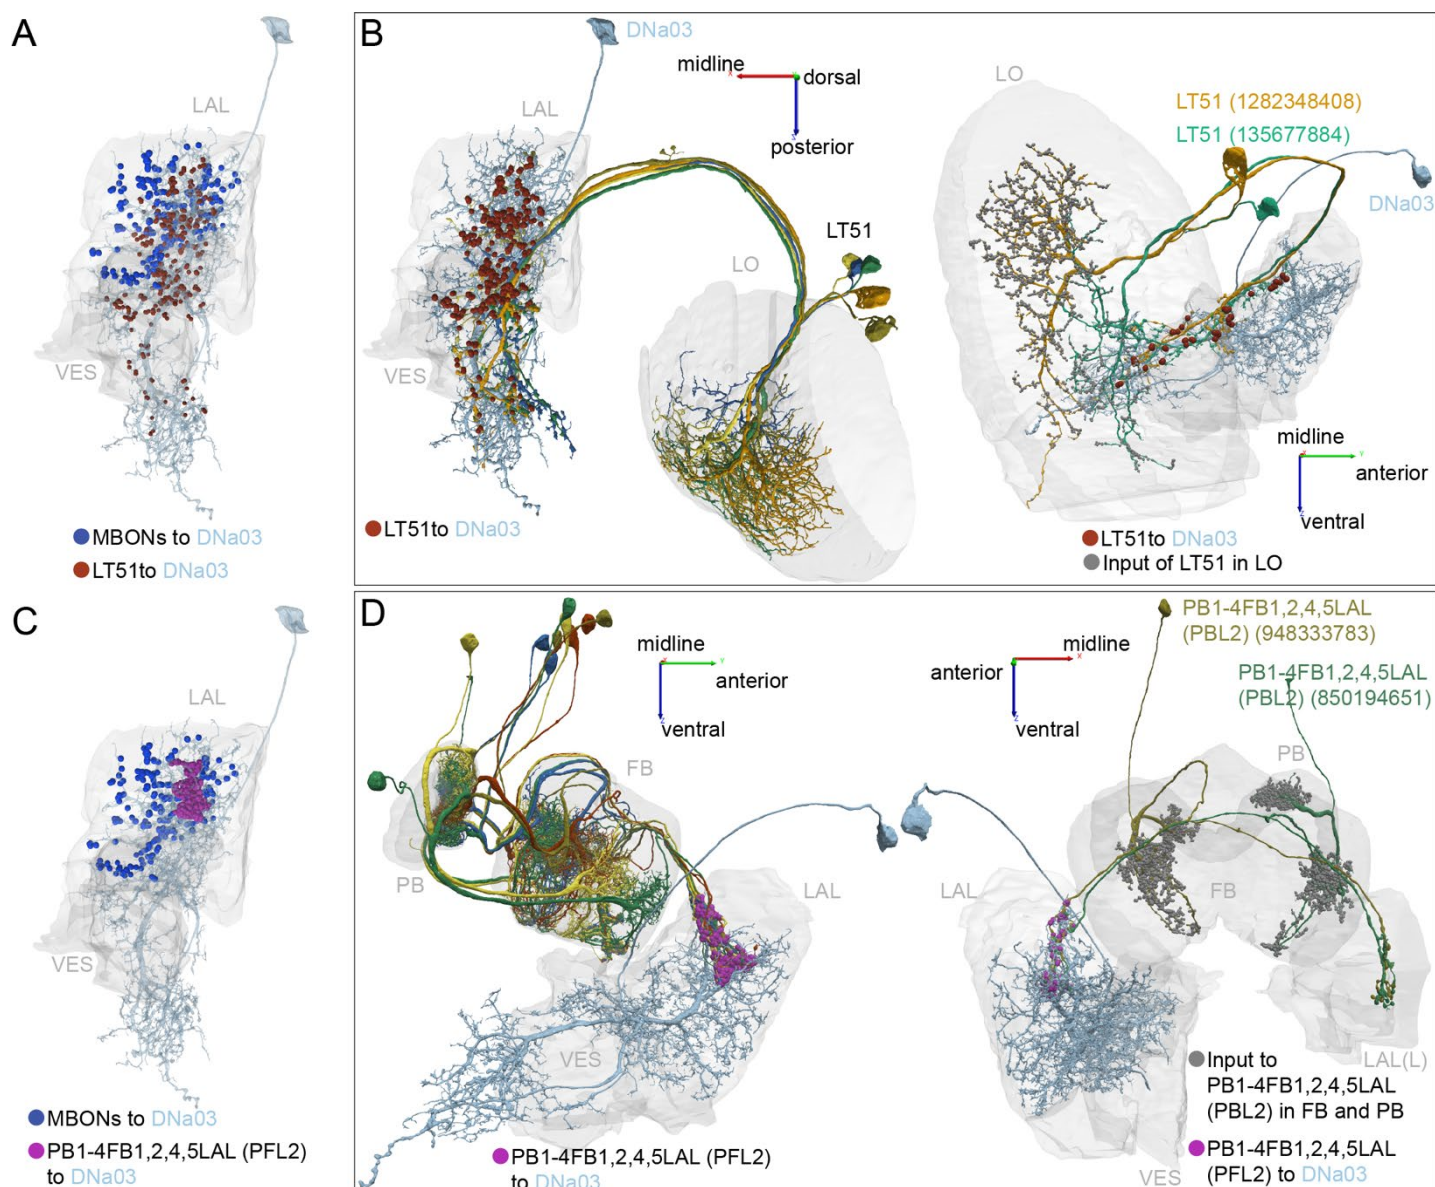 A
LAL
VES
MBONs to DNa03
LT51to DNa03
B
DNa03
LAL
midline
dorsal
posterior
LT51
LO
VES
LT51to DNa03
LO
LT51 (1282348408)
LT51 (135677884)
DNa03
midline
anterior
ventral
LT51to DNa03
Input of LT51 in LO
C
LAL
VES
MBONs to DNa03
PB1-4FB1,2,4,5LAL (PFL2)
to DNa03
D
midline
anterior
ventral
FB
PB
LAL
VES
PB1-4FB1,2,4,5LAL (PFL2)
to DNa03
midline
anterior
ventral
PB1-4FB1,2,4,5LAL
(PBL2) (948333783)
PB1-4FB1,2,4,5LAL
(PBL2) (850194651)
PB
LAL
FB
LAL(L)
VES
Input to
PB1-4FB1,2,4,5LAL
(PBL2) in FB and PB
PB1-4FB1,2,4,5LAL
(PFL2) to DNa03